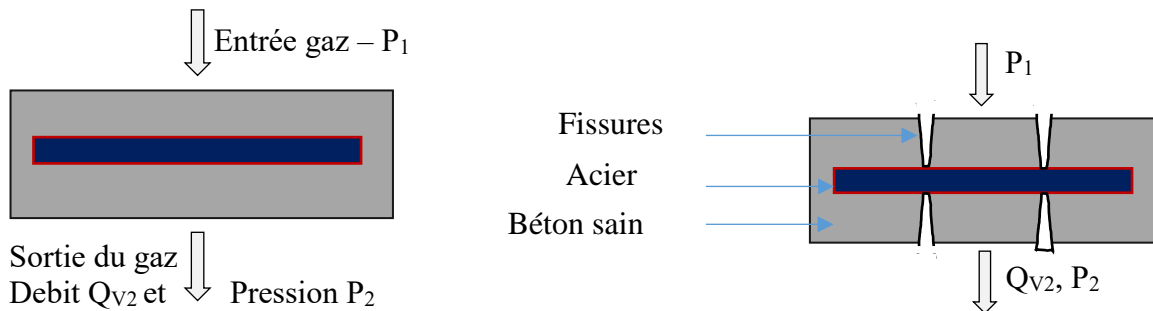 Entrée gaz – P1
Sortie du gaz
Debit QV2 et Pression P2
P1
Fissures
Acier
Béton sain
QV2, P2